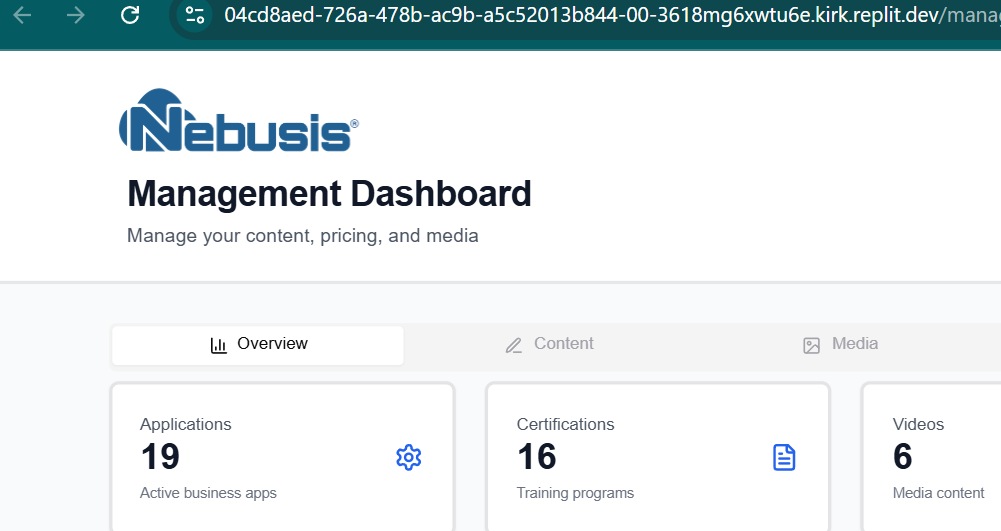 04cd8aed-726a-478b-ac9b-a5c52013b844-00-3618mg6xwtu6e.kirk.replit.dev/mana
Nebusis®
Management Dashboard
Manage your content, pricing, and media
Overview
Content
Media
Applications
19
Active business apps
Certifications
16
Training programs
Videos
6
Media content